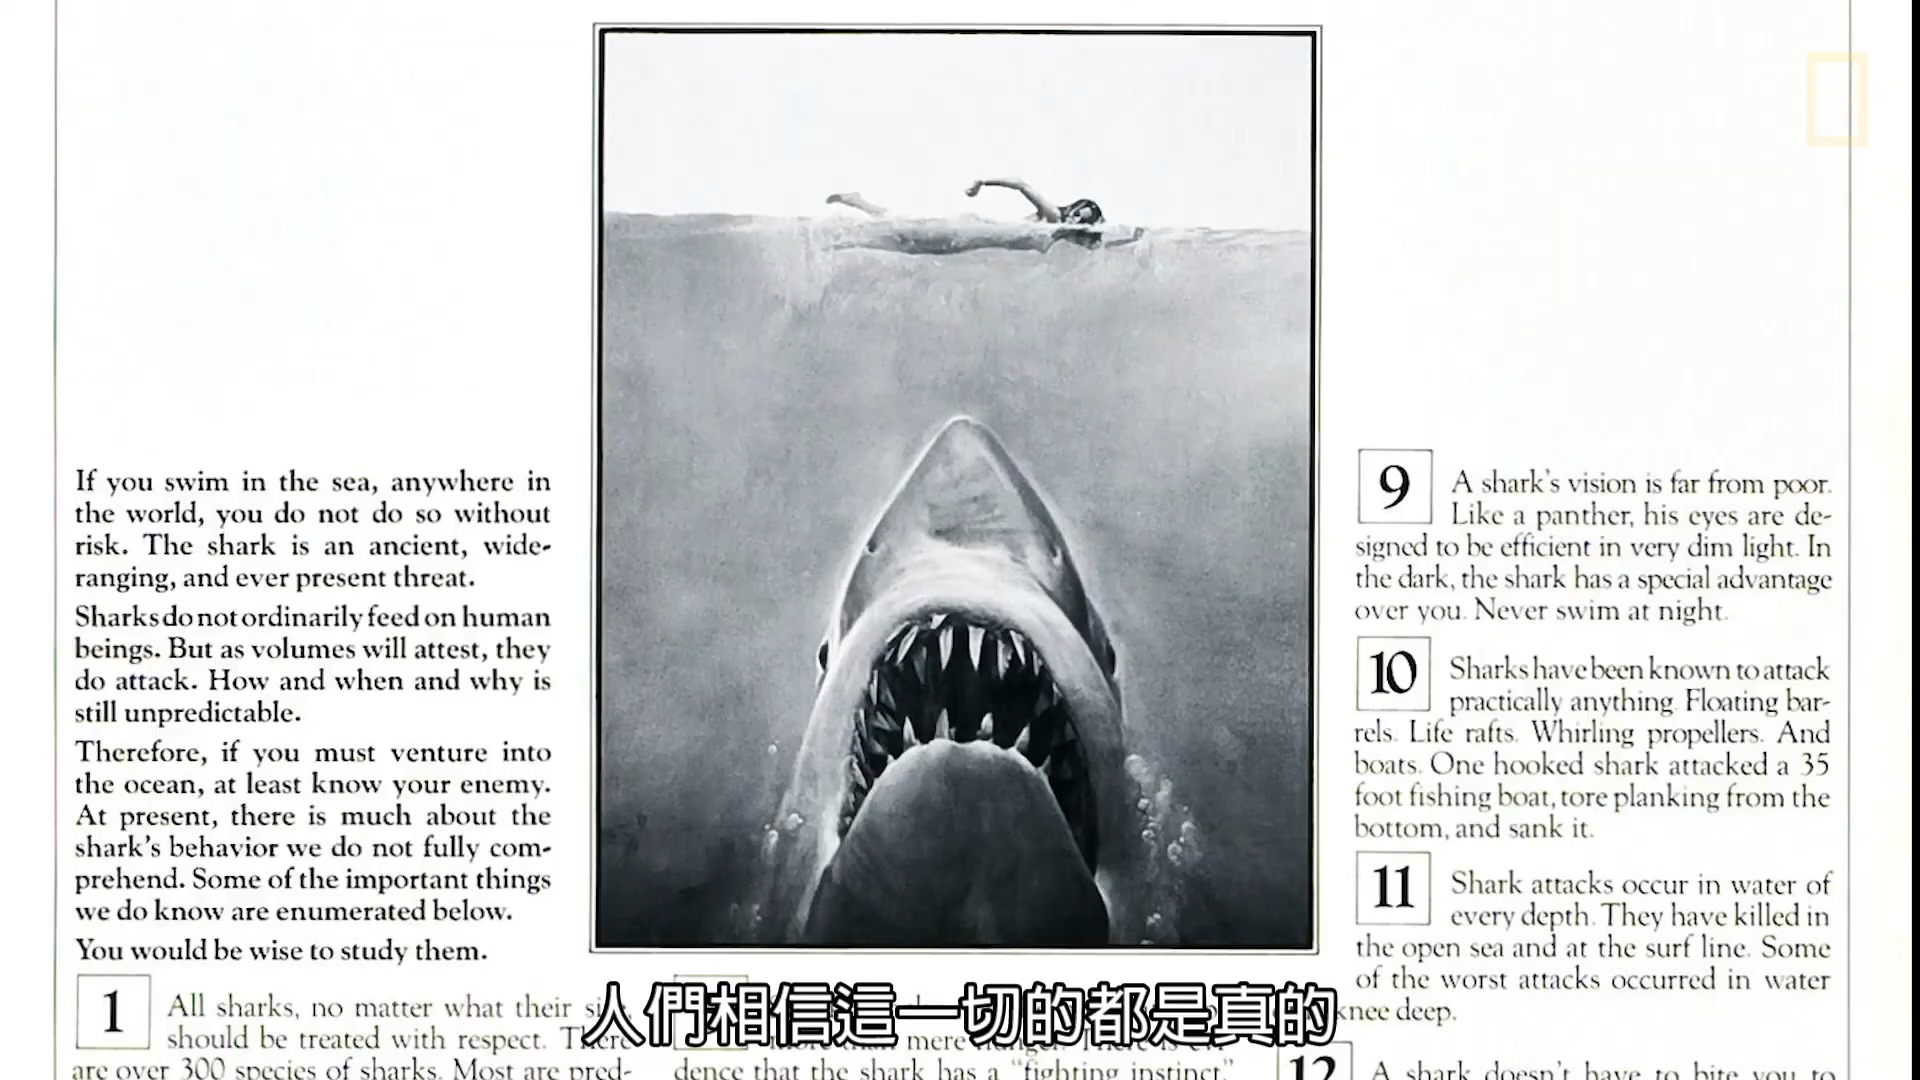 If you swim in the sea, anywhere in
the world, you do not do so without
risk. The shark is an ancient, wide-
ranging, and ever present threat.
Sharks do not ordinarily feed on human
beings. But as volumes will attest, they
do attack. How and when and why is
still unpredictable.
Therefore, if you must venture into
the ocean, at least know your enemy.
At present, there is much about the
shark's behavior we do not fully com-
prehend. Some of the important things
we do know are enumerated below.
You would be wise to study them.
1 All sharks, no matter what their
should be treated with respect. There
are over 300 species of sharks. Most are pred-
more than mere hunger. There is
dence that the shark has a “fighting instinct.”
9 A shark's vision is far from poor.
Like a panther, his eyes are de-
signed to be efficient in very dim light. In
the dark, the shark has a special advantage
over you. Never swim at night.
10 Sharks have been known to attack
practically anything. Floating bar-
rels. Life rafts. Whirling propellers. And
boats. One hooked shark attacked a 35
foot fishing boat, tore planking from the
bottom, and sank it.
11 Shark attacks occur in water of
every depth. They have killed in
the open sea and at the surf line. Some
of the worst attacks occurred in water
knee deep.
12 A shark doesn't have to bite you to
人們相信這一切的都是真的